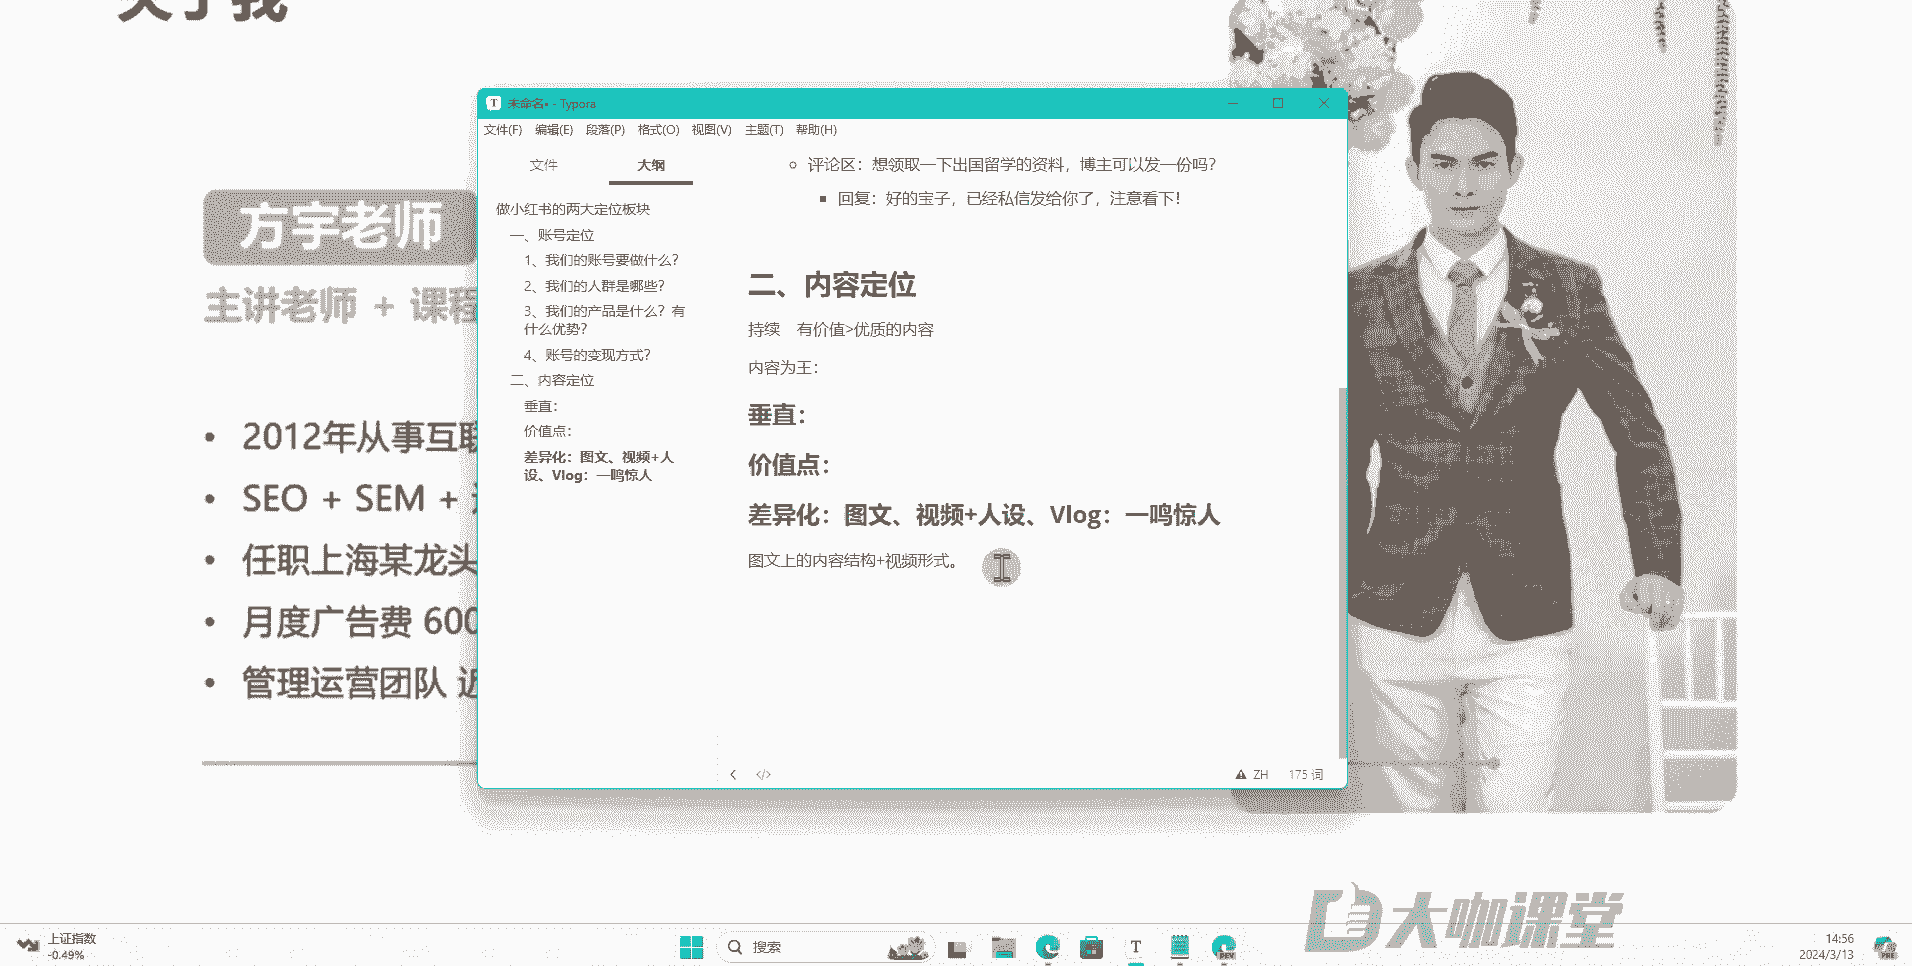 关于我
方宇老师
主讲老师 + 课程
• 2012年从事互联
• SEO + SEM +
• 任职上海某龙头
• 月度广告费 600
• 管理运营团队 近
未命名• - Typora
文件(F) 编辑(E) 段落(P) 格式(O) 视图(V) 主题(T) 帮助(H)
文件 大纲
做小红书的两大定位板块
一、账号定位
1、我们的账号要做什么？
2、我们的人群是哪些？
3、我们的产品是什么？有
什么优势？
4、账号的变现方式？
二、内容定位
垂直：
价值点：
差异化：图文、视频+人
设、Vlog：一鸣惊人
评论区：想领取一下出国留学的资料，博主可以发一份吗？
回复：好的宝子，已经私信发给你了，注意看下！
二、内容定位
持续 有价值>优质的内容
内容为王：
垂直：
价值点：
差异化：图文、视频+人设、Vlog：一鸣惊人
图文上的内容结构+视频形式。
ZH 175 词
大咖课堂
上证指数
-0.49%
搜索
T
DEV
14:56
2024/3/13
PRE